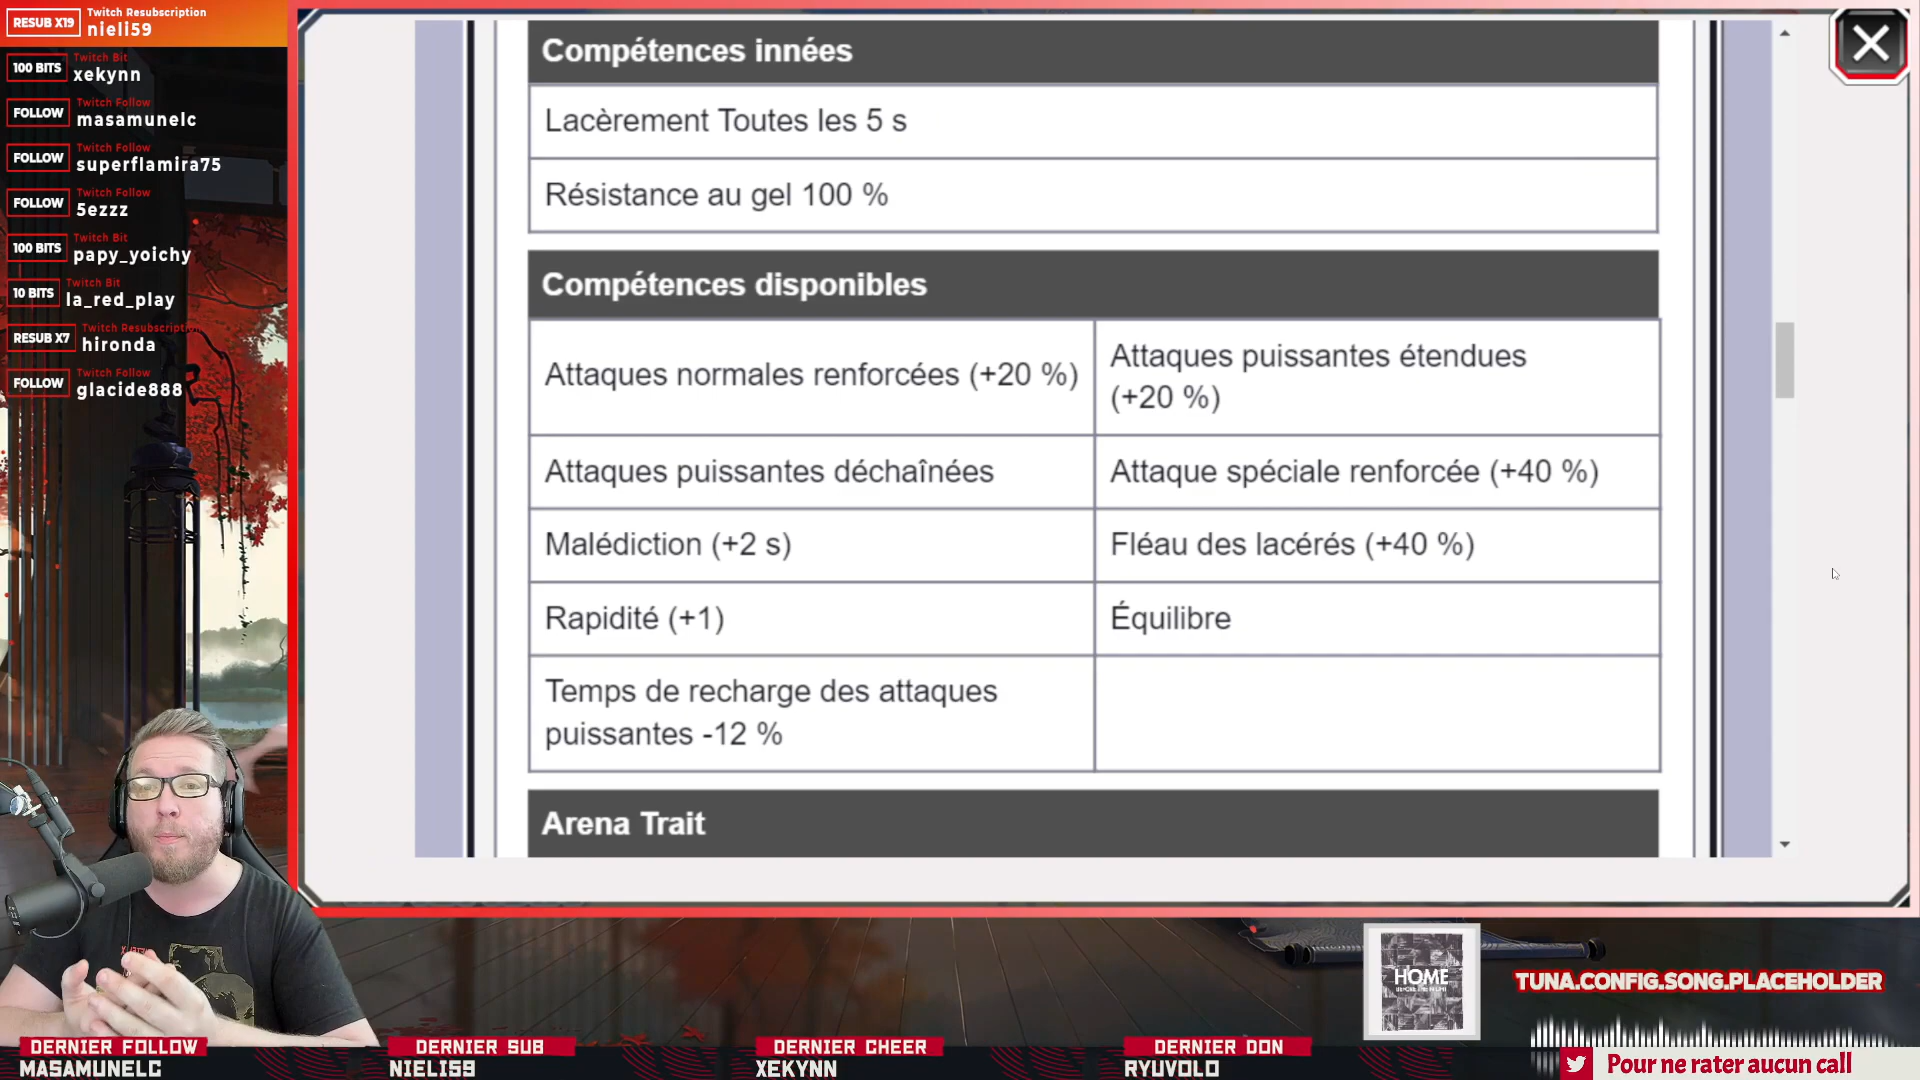 RESUB X19
Twitch Resubscription
nieli59
100 BITS
Twitch Bit
xekynn
FOLLOW
Twitch Follow
masamunelc
FOLLOW
Twitch Follow
superflamira75
FOLLOW
Twitch Follow
5ezzz
100 BITS
Twitch Bit
papy_yoichy
10 BITS
Twitch Bit
la_red_play
RESUB X7
Twitch Resubscription
hironda
FOLLOW
Twitch Follow
glacide888
Compétences innées
Lacèrement Toutes les 5 s
Résistance au gel 100 %
Compétences disponibles
Attaques normales renforcées (+20 %)
Attaques puissantes étendues
(+20 %)
Attaques puissantes déchaînées
Attaque spéciale renforcée (+40 %)
Malédiction (+2 s)
Fléau des lacérés (+40 %)
Rapidité (+1)
Équilibre
Temps de recharge des attaques
puissantes -12 %
Arena Trait
HOME
TUNA.CONFIG.SONG.PLACEHOLDER
DERNIER FOLLOW
MASAMUNELC
DERNIER SUB
NIELI59
DERNIER CHEER
XEKYNN
DERNIER DON
RYUVOLO
Pour ne rater aucun call